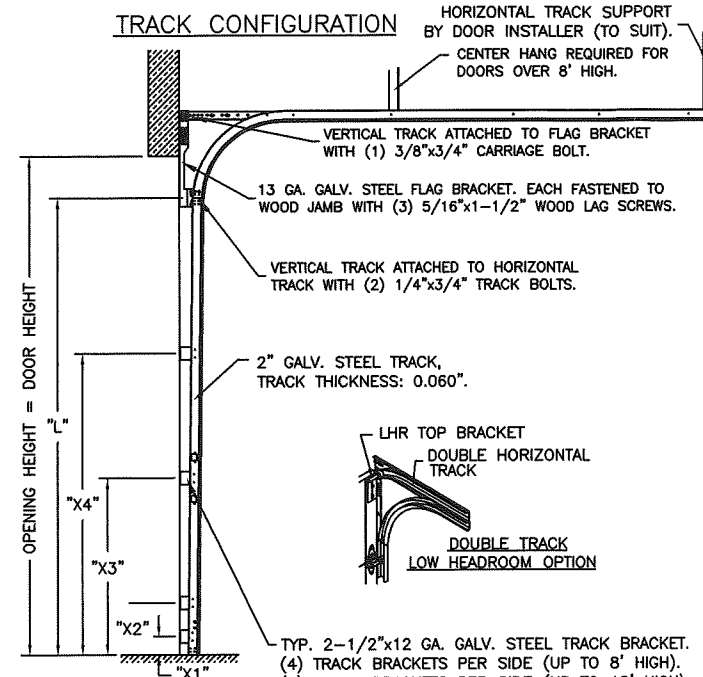 TRACK CONFIGURATION
HORIZONTAL TRACK SUPPORT
BY DOOR INSTALLER (TO SUIT).
CENTER HANG REQUIRED FOR
DOORS OVER 8' HIGH.
VERTICAL TRACK ATTACHED TO FLAG BRACKET
WITH (1) 3/8"x3/4" CARRIAGE BOLT.
13 GA. GALV. STEEL FLAG BRACKET. EACH FASTENED TO
WOOD JAMB WITH (3) 5/16"x1-1/2" WOOD LAG SCREWS.
VERTICAL TRACK ATTACHED TO HORIZONTAL
TRACK WITH (2) 1/4"x3/4" TRACK BOLTS.
OPENING HEIGHT = DOOR HEIGHT
"L"
2" GALV. STEEL TRACK,
TRACK THICKNESS: 0.060".
LHR TOP BRACKET
DOUBLE HORIZONTAL
TRACK
"X4"
"X3"
DOUBLE TRACK
LOW HEADROOM OPTION
"X2"
"X1"
TYP. 2-1/2"x12 GA. GALV. STEEL TRACK BRACKET.
(4) TRACK BRACKETS PER SIDE (UP TO 8' HIGH).